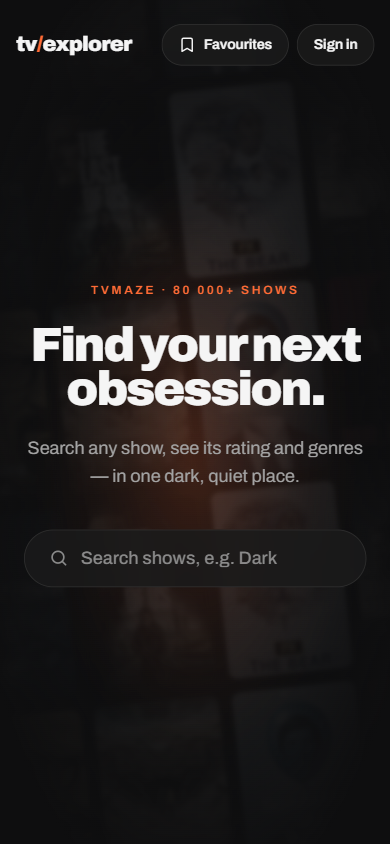 tv/explorer
Favourites
Sign in
TVMAZE · 80 000+ SHOWS
Find your next
obsession.
Search any show, see its rating and genres
— in one dark, quiet place.
Search shows, e.g. Dark